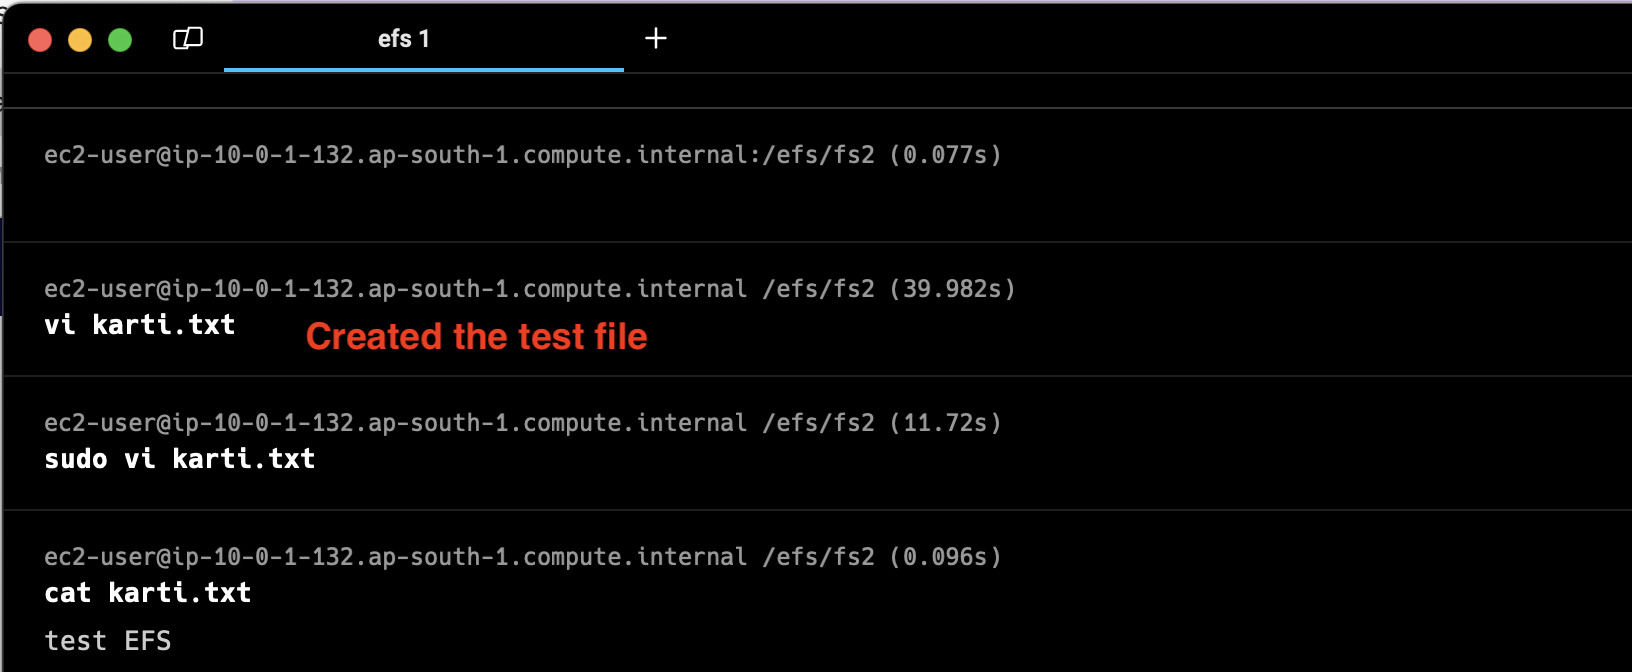 efs 1
ec2-user@ip-10-0-1-132.ap-south-1.compute.internal:/efs/fs2 (0.077s)
ec2-user@ip-10-0-1-132.ap-south-1.compute.internal /efs/fs2 (39.982s)
vi karti.txt
Created the test file
ec2-user@ip-10-0-1-132.ap-south-1.compute.internal /efs/fs2 (11.72s)
sudo vi karti.txt
ec2-user@ip-10-0-1-132.ap-south-1.compute.internal /efs/fs2 (0.096s)
cat karti.txt
test EFS